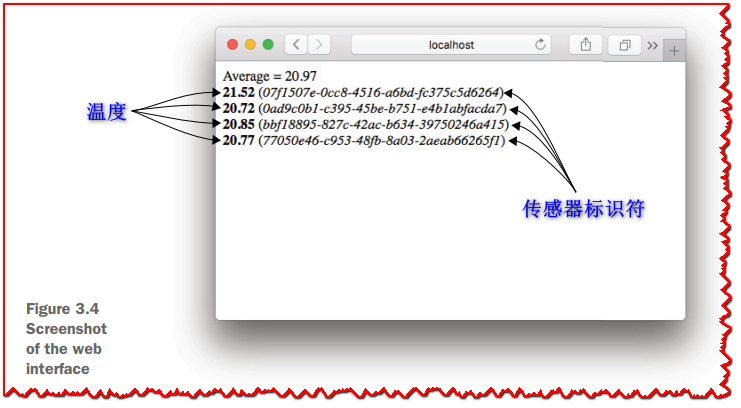 localhost
Average = 20.97
温度
21.52 (07f1507e-0cc8-4516-a6bd-fc375c5d6264)
20.72 (0ad9c0b1-c395-45be-b751-e4b1abfacda7)
20.85 (bbf18895-827c-42ac-b634-39750246a415)
20.77 (77050e46-c953-48fb-8a03-2aeab66265f1)
传感器标识符
Figure 3.4
Screenshot
of the web
interface